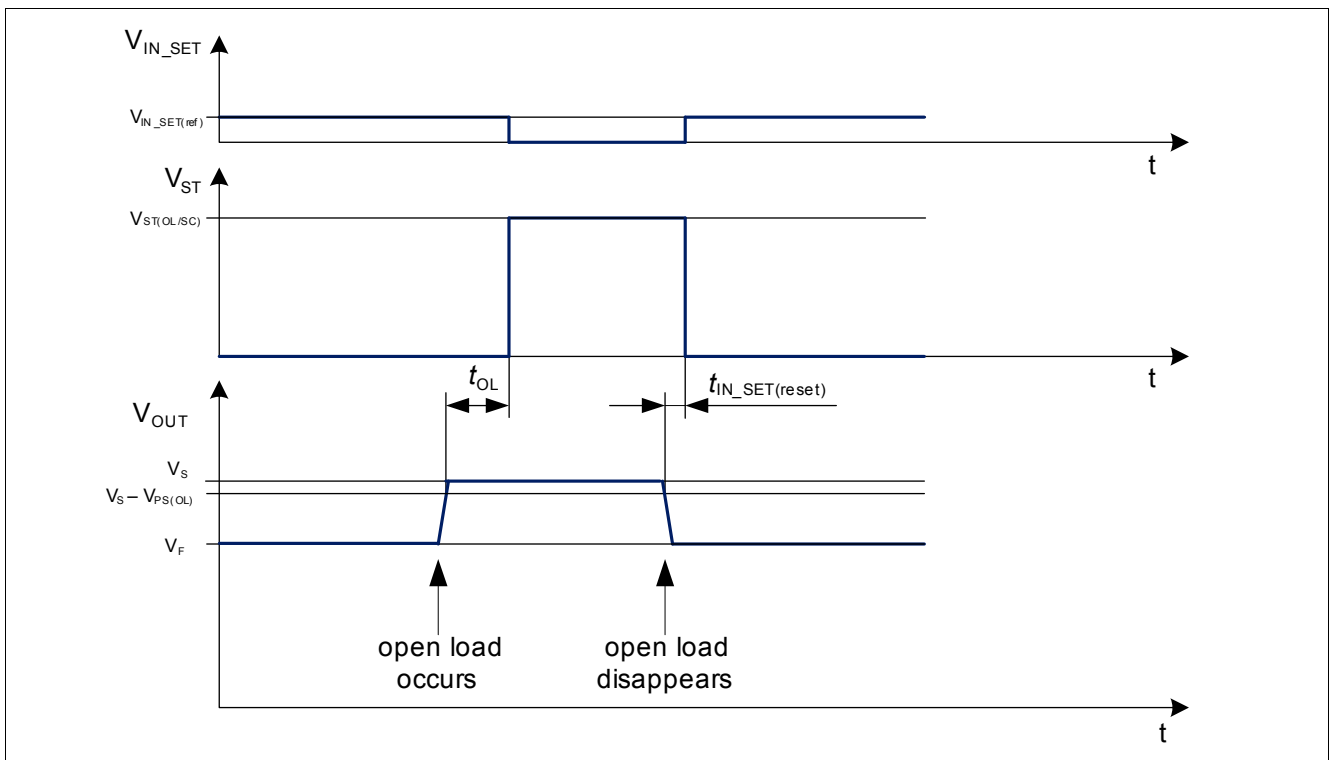 V_IN_SET
V_IN_SET(ref)
t
V_ST
V_ST(OL/SC)
t
t_OL
t_IN_SET(reset)
V_OUT
V_S
V_S – V_PS(OL)
V_F
open load
occurs
open load
disappears
t